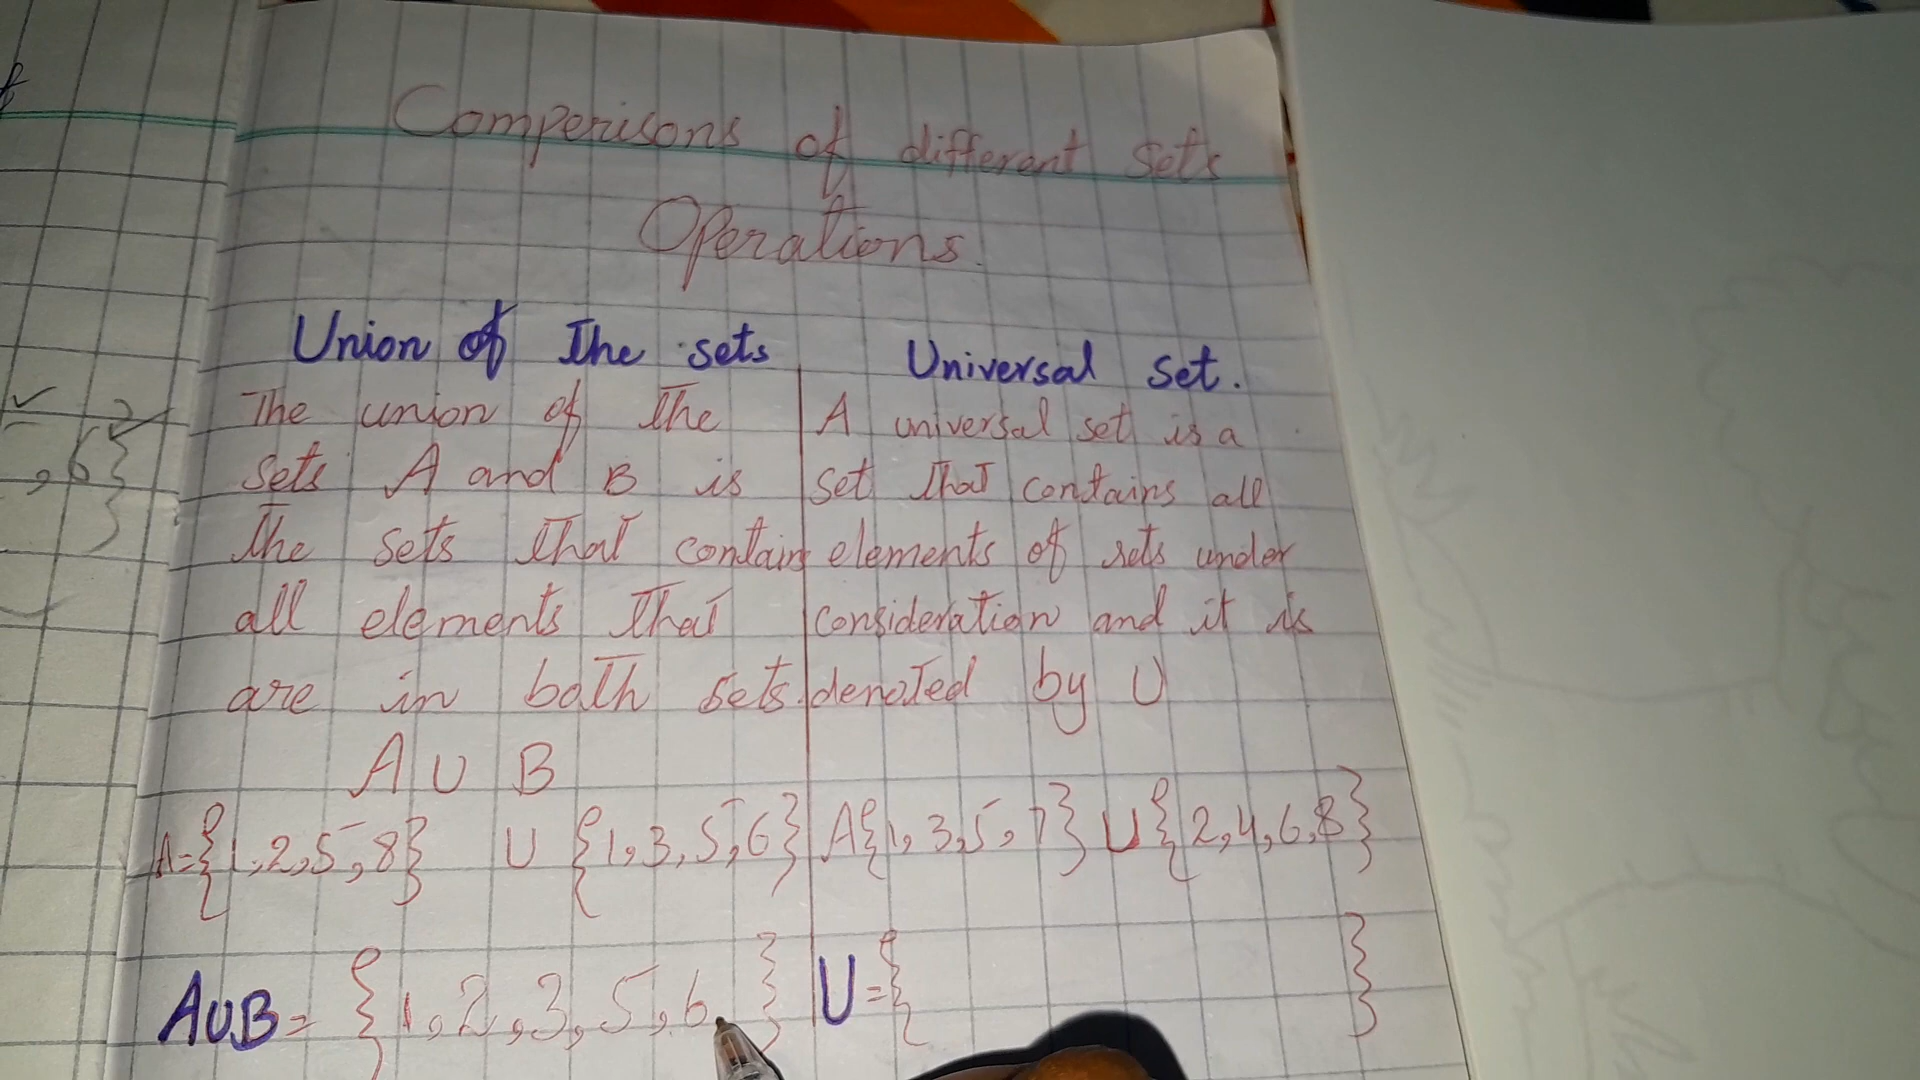 Comperisons of different sets
Operations.
Union of The sets
The union of The
sets A and B is
The sets That contain
all elements That
are in both sets.
A U B
A={1,2,5,8} U {1,3,5,6}
AUB= {1,2,3,5,6,}
Universal set.
A universal set is a
set that contains all
elements of sets under
consideration and it is
denoted by U
A{1,3,5,7} U{2,4,6,8}
U={ }
,6}